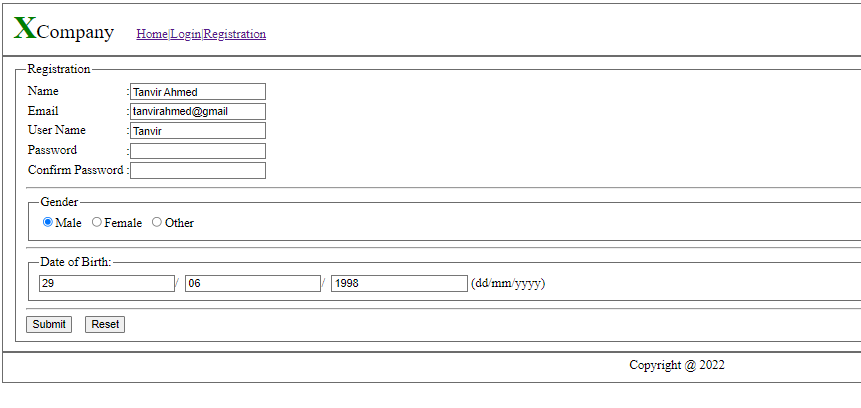 XCompany Home|Login|Registration
Registration
Name :Tanvir Ahmed
Email :tanvirahmed@gmail
User Name :Tanvir
Password :
Confirm Password :
Gender
Male Female Other
Date of Birth:
29 / 06 / 1998 (dd/mm/yyyy)
Submit Reset
Copyright @ 2022